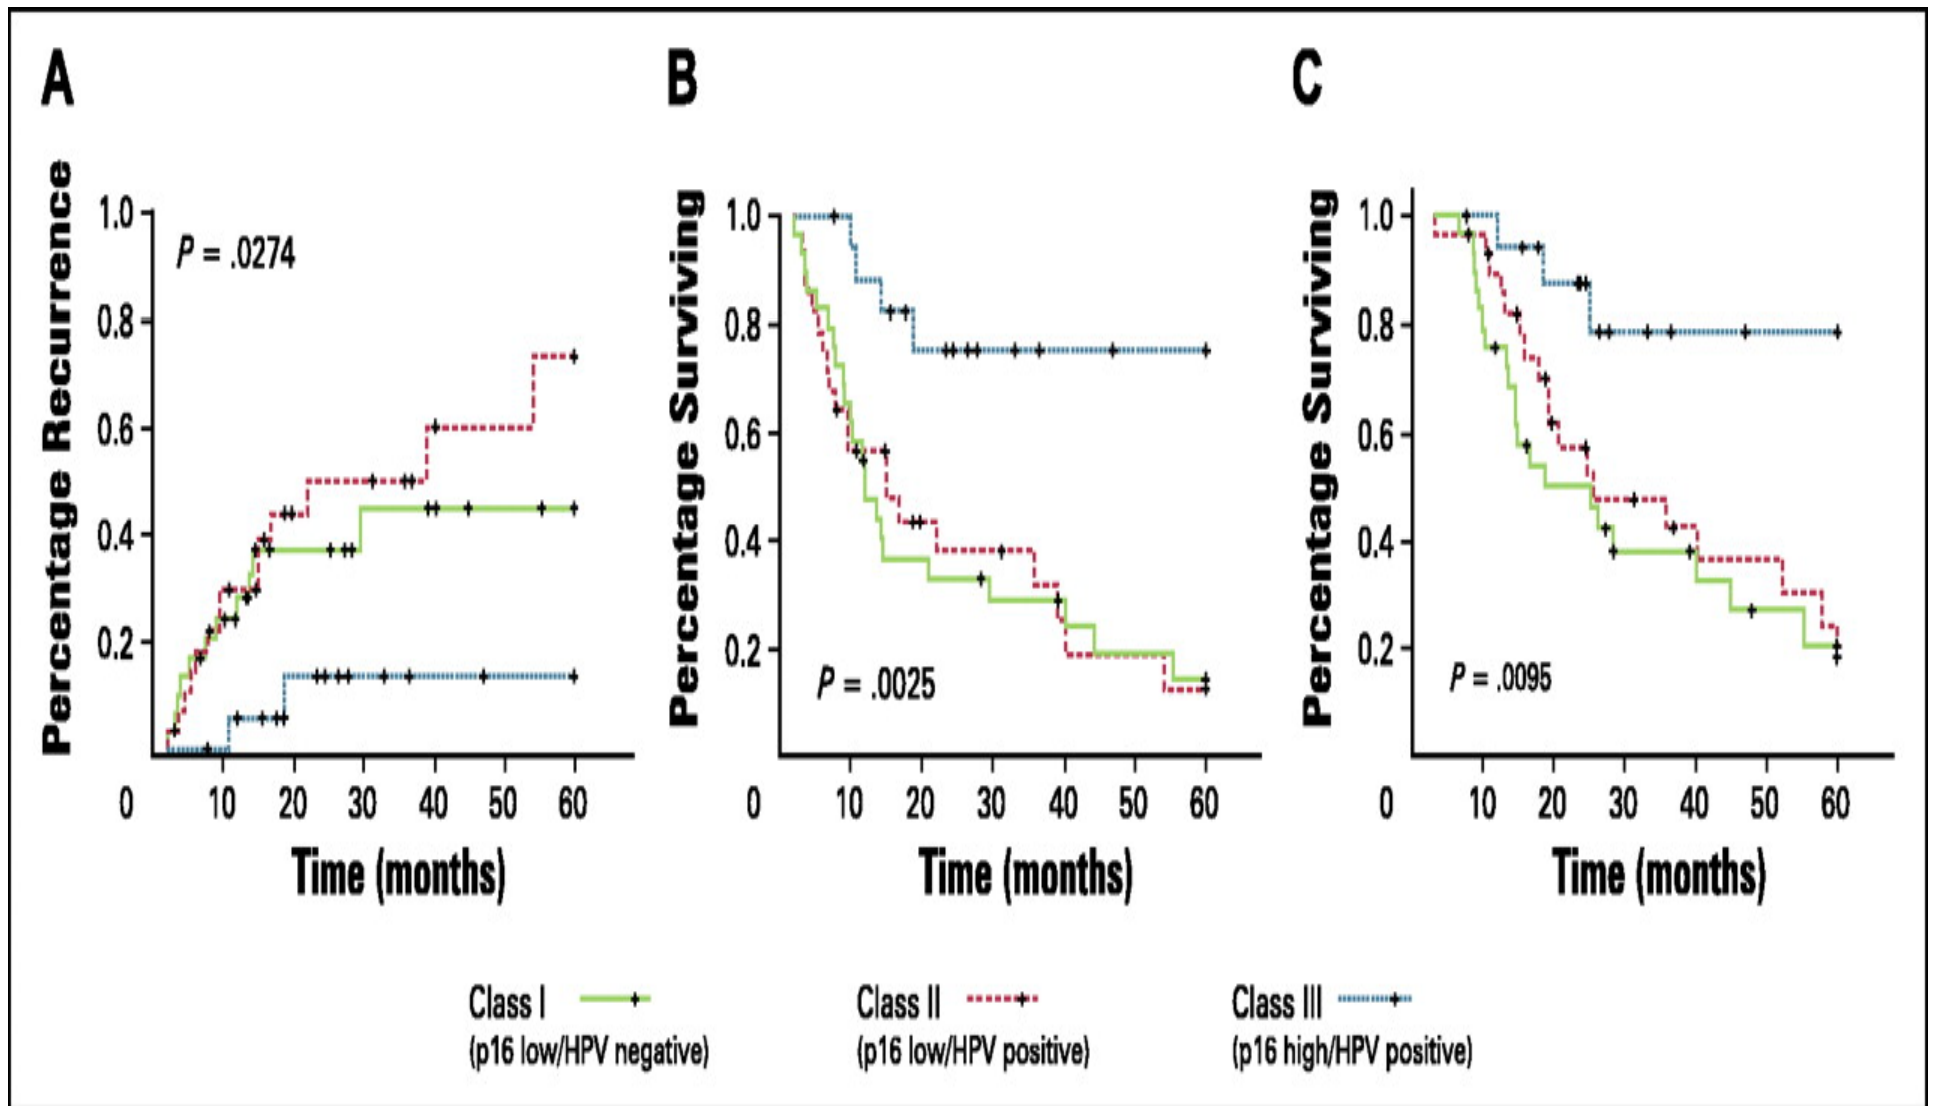 A
Percentage Recurrence
1.0
0.8
0.6
0.4
0.2
P = .0274
0 10 20 30 40 50 60
Time (months)
B
Percentage Surviving
1.0
0.8
0.6
0.4
0.2
P = .0025
0 10 20 30 40 50 60
Time (months)
C
Percentage Surviving
1.0
0.8
0.6
0.4
0.2
P = .0095
0 10 20 30 40 50 60
Time (months)
Class I
(p16 low/HPV negative)
Class II
(p16 low/HPV positive)
Class III
(p16 high/HPV positive)